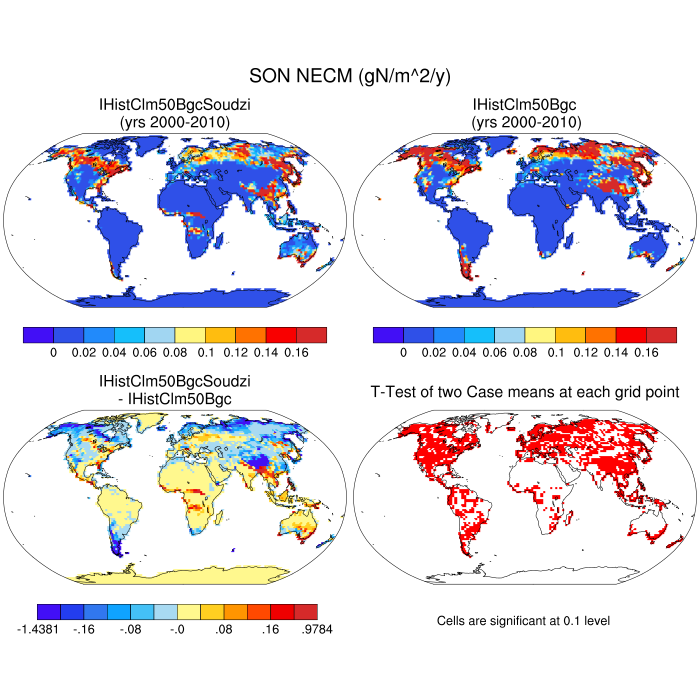 SON NECM (gN/m^2/y)
IHistClm50BgcSoudzi
(yrs 2000-2010)
IHistClm50Bgc
(yrs 2000-2010)
0 0.02 0.04 0.06 0.08 0.1 0.12 0.14 0.16
0 0.02 0.04 0.06 0.08 0.1 0.12 0.14 0.16
IHistClm50BgcSoudzi
- IHistClm50Bgc
T-Test of two Case means at each grid point
-1.4381 -.16 -.08 -.0 .08 .16 .9784
Cells are significant at 0.1 level